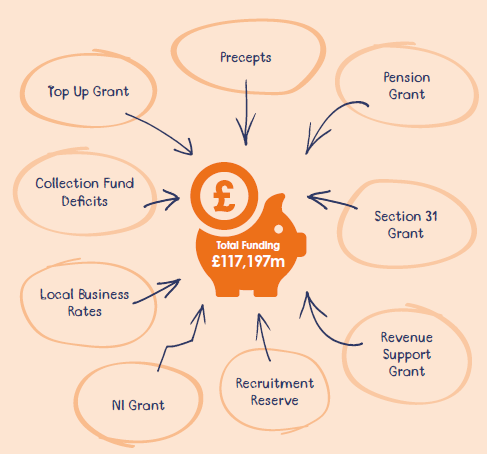 Precepts
Top Up Grant
Pension
Grant
Collection Fund
Deficits
£
Section 31
Grant
Total Funding
£117,197m
Local Business
Rates
Revenue
Support
Grant
NI Grant
Recruitment
Reserve